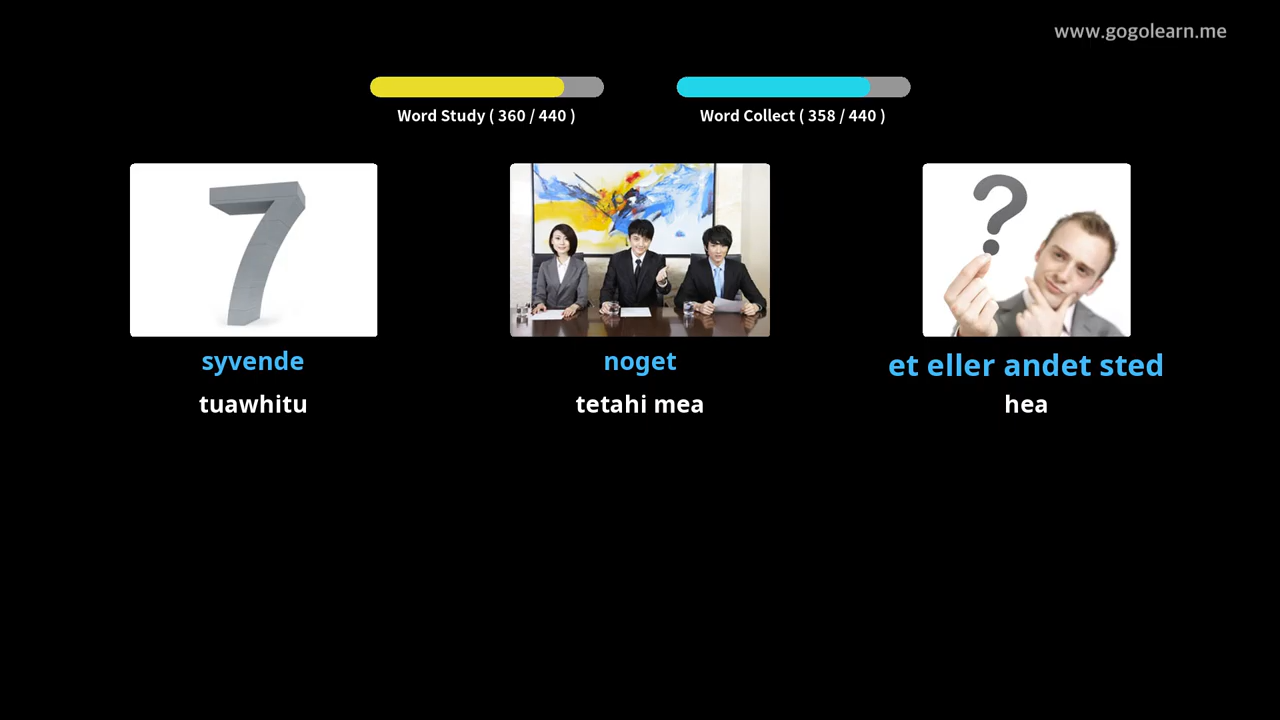 www.gogolearn.me
Word Study ( 360 / 440 )
Word Collect ( 358 / 440 )
7
?
syvende
noget
et eller andet sted
tuawhitu
tetahi mea
hea